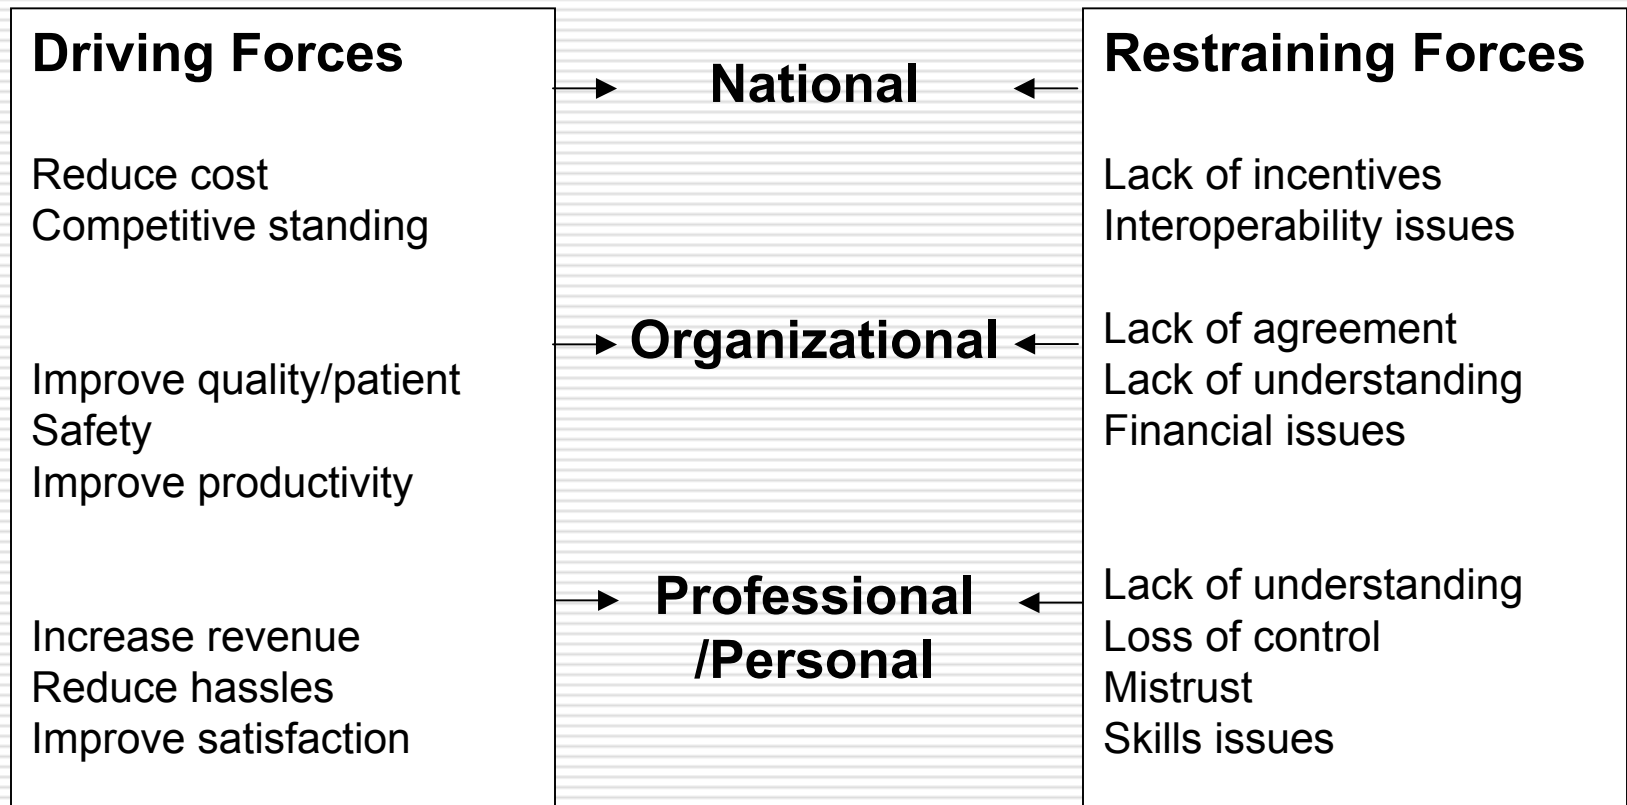 Driving Forces
Reduce cost
Competitive standing
Improve quality/patient
Safety
Improve productivity
Increase revenue
Reduce hassles
Improve satisfaction
National
Organizational
Professional
/Personal
Restraining Forces
Lack of incentives
Interoperability issues
Lack of agreement
Lack of understanding
Financial issues
Lack of understanding
Loss of control
Mistrust
Skills issues